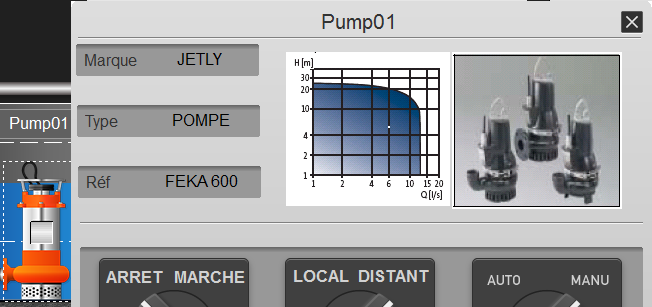 Pump01
Marque JETLY
Pump01
Type POMPE
Réf FEKA 600
H [m]
30
20
10
4
2
1
1 2 4 6 10 15 20
Q [l/s]
ARRET MARCHE
LOCAL DISTANT
AUTO MANU